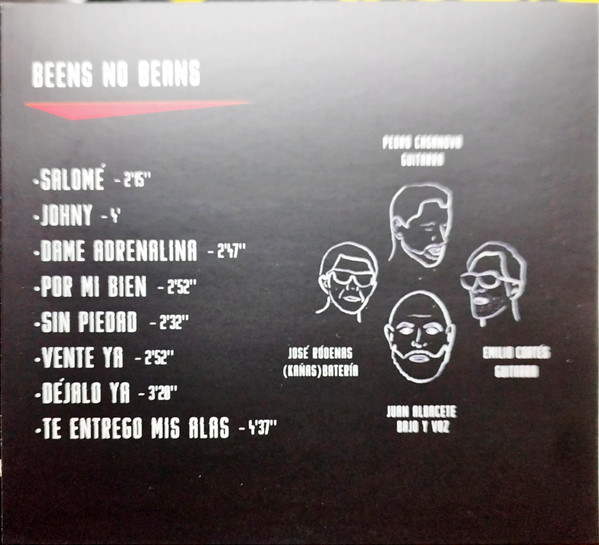 BEENS NO BEANS
·SALOMÉ - 2'15"
·JOHNY - 4'
·DAME ADRENALINA - 2'47"
·POR MI BIEN - 2'52"
·SIN PIEDAD - 2'32"
·VENTE YA - 2'52"
·DÉJALO YA - 3'20"
·TE ENTREGO MIS ALAS - 4'37"
PEDRO CASANOVA
GUITARRA
JOSÉ RÓDENAS
(KAÑAS)BATERÍA
EMILIO CORTÉS
GUITARRA
JUAN ALBACETE
BAJO Y VOZ